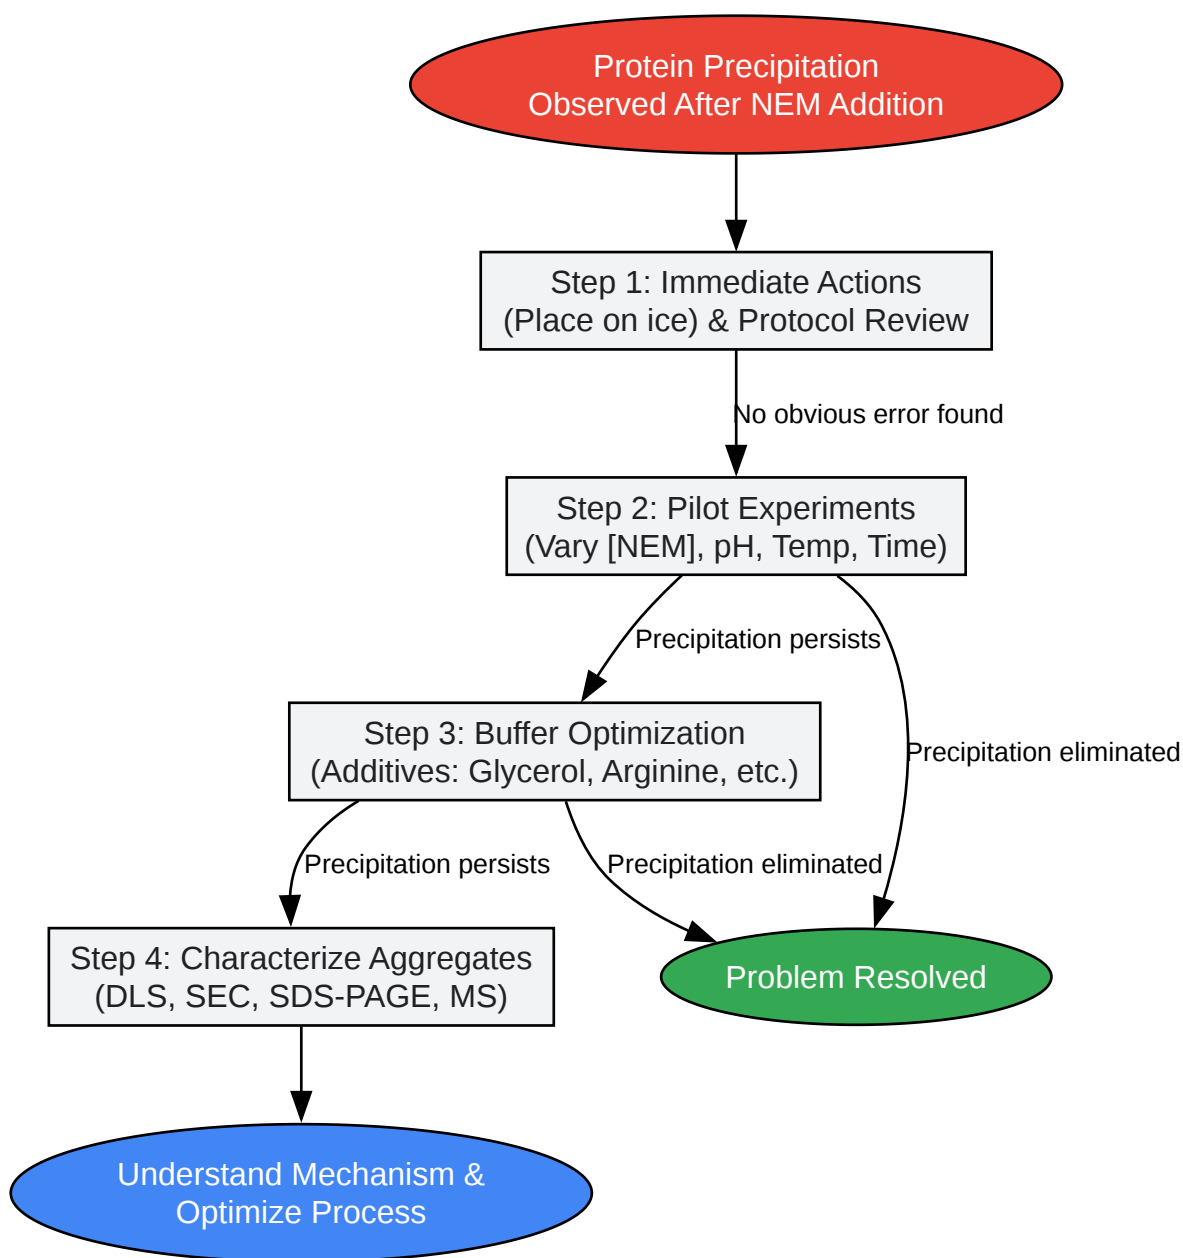 Protein Precipitation
Observed After NEM Addition
Step 1: Immediate Actions
(Place on ice) & Protocol Review
No obvious error found
Step 2: Pilot Experiments
(Vary [NEM], pH, Temp, Time)
Precipitation persists
Step 3: Buffer Optimization
(Additives: Glycerol, Arginine, etc.)
Precipitation eliminated
Precipitation persists
Precipitation eliminated
Step 4: Characterize Aggregates
(DLS, SEC, SDS-PAGE, MS)
Problem Resolved
Understand Mechanism &
Optimize Process